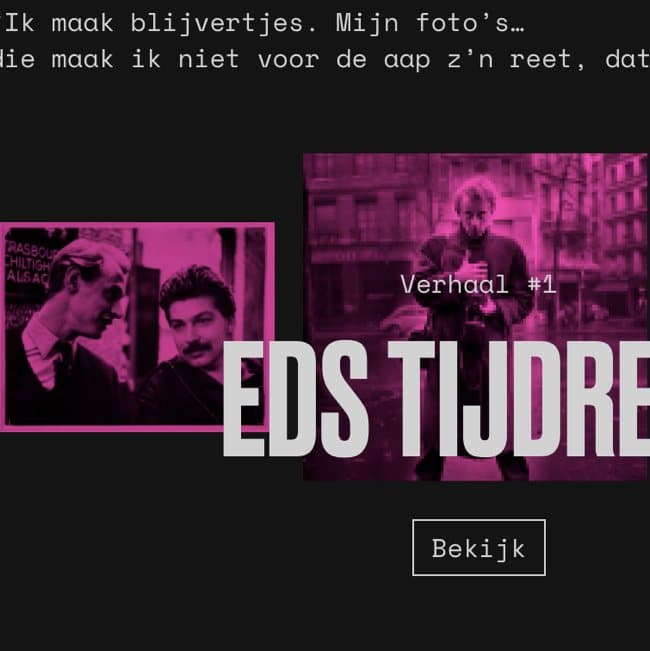 “Ik maak blijvertjes. Mijn foto’s…
die maak ik niet voor de aap z’n reet, dat
STRASBOU
CHILTIGH
ALSAC
Verhaal #1
EDS TIJDRE
Bekijk